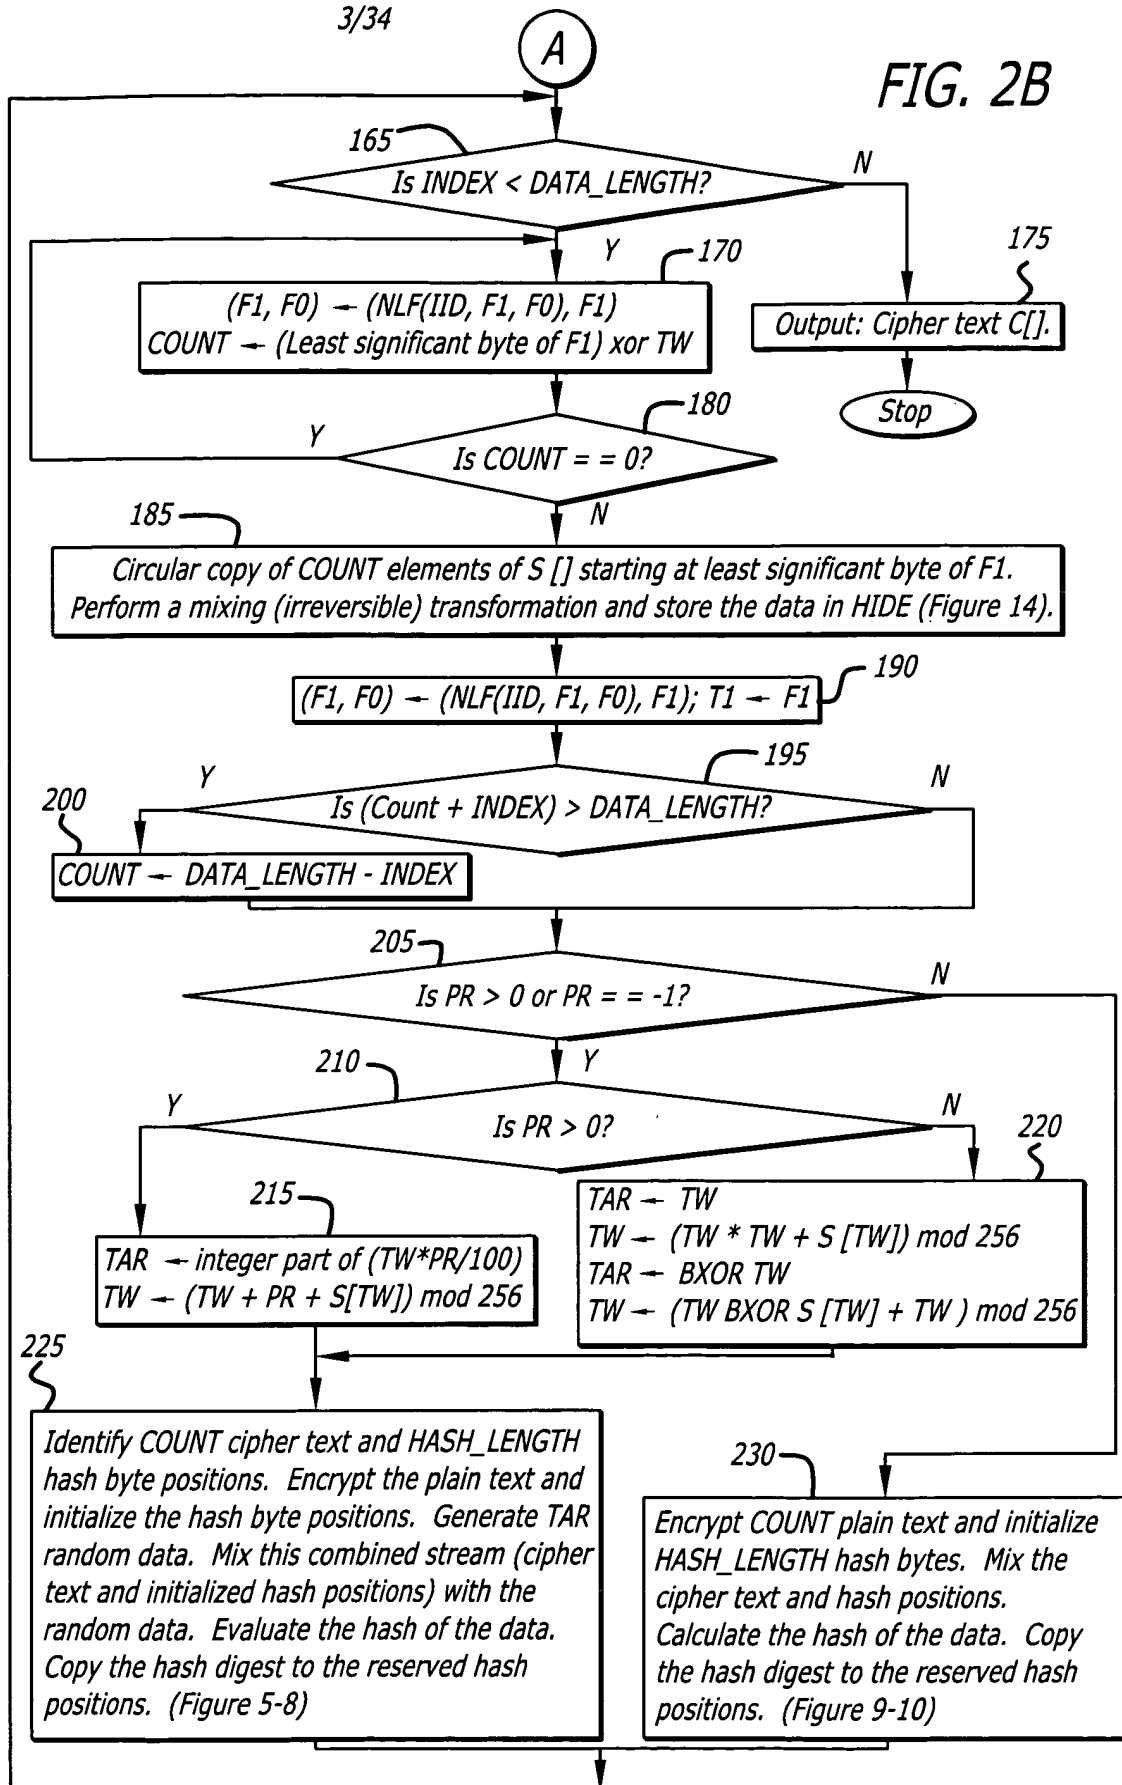 3/34
A
FIG. 2B
165
Is INDEX < DATA_LENGTH?
N
Y
170
(F1, F0) ← (NLF(IID, F1, F0), F1)
COUNT ← (Least significant byte of F1) xor TW
175
Output: Cipher text C[].
Stop
180
Y
Is COUNT = = 0?
N
185
Circular copy of COUNT elements of S [] starting at least significant byte of F1.
Perform a mixing (irreversible) transformation and store the data in HIDE (Figure 14).
190
(F1, F0) ← (NLF(IID, F1, F0), F1); T1 ← F1
195
Y
N
Is (Count + INDEX) > DATA_LENGTH?
200
COUNT ← DATA_LENGTH - INDEX
205
N
Is PR > 0 or PR = = -1?
Y
210
Y
N
Is PR > 0?
220
TAR ← TW
TW ← (TW * TW + S [TW]) mod 256
TAR ← BXOR TW
TW ← (TW BXOR S [TW] + TW ) mod 256
215
TAR ← integer part of (TW*PR/100)
TW ← (TW + PR + S[TW]) mod 256
225
Identify COUNT cipher text and HASH_LENGTH
hash byte positions. Encrypt the plain text and
initialize the hash byte positions. Generate TAR
random data. Mix this combined stream (cipher
text and initialized hash positions) with the
random data. Evaluate the hash of the data.
Copy the hash digest to the reserved hash
positions. (Figure 5-8)
230
Encrypt COUNT plain text and initialize
HASH_LENGTH hash bytes. Mix the
cipher text and hash positions.
Calculate the hash of the data. Copy
the hash digest to the reserved hash
positions. (Figure 9-10)